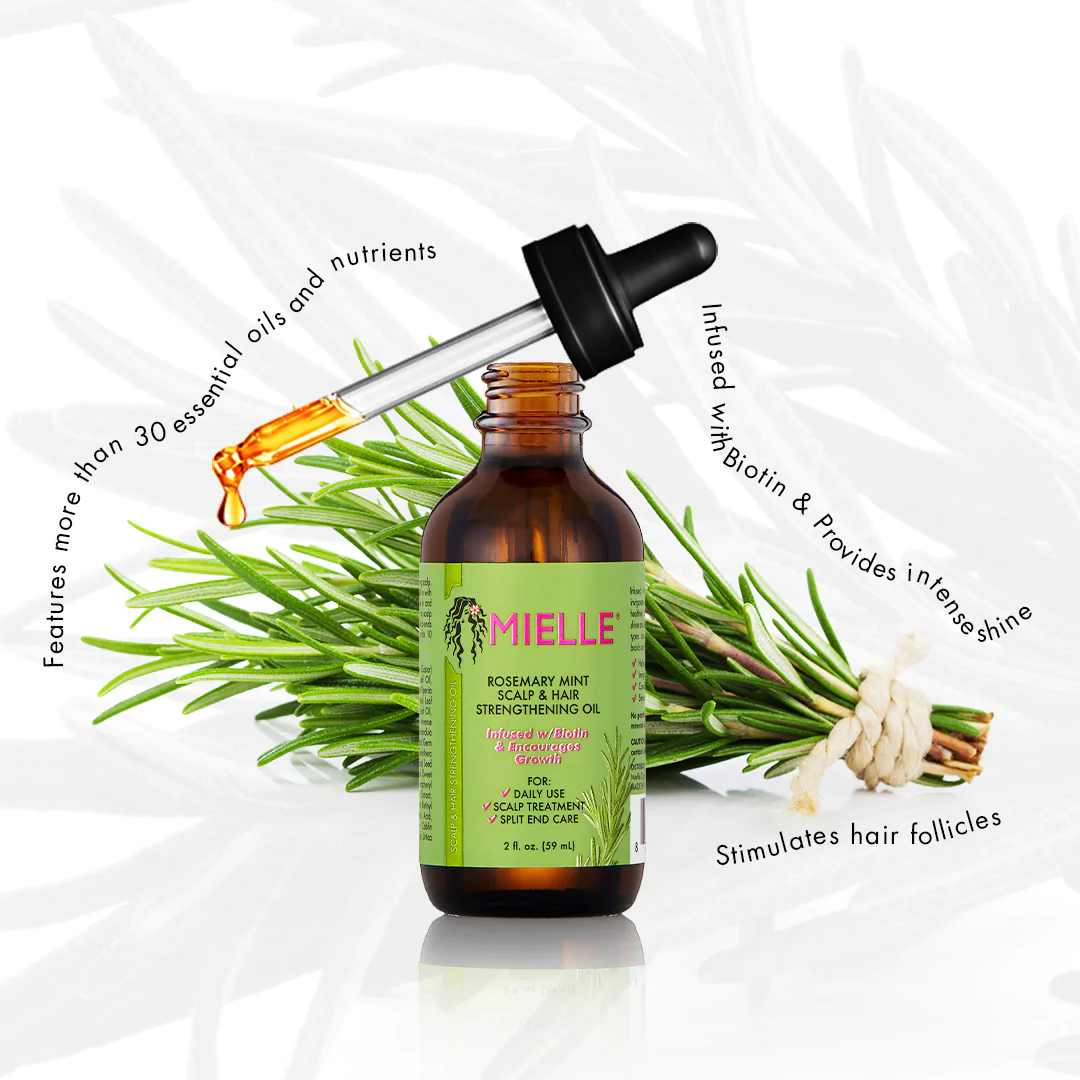 Features more than 30 essential oils and nutrients
Infused with Biotin & Provides intense shine
MIELLE
ROSEMARY MINT
SCALP & HAIR
STRENGTHENING OIL
Infused w/Biotin
& Encourages
Growth
FOR:
DAILY USE
SCALP TREATMENT
SPLIT END CARE
2 fl. oz. (59 mL)
SCALP & HAIR STRENGTHENING OIL
Stimulates hair follicles